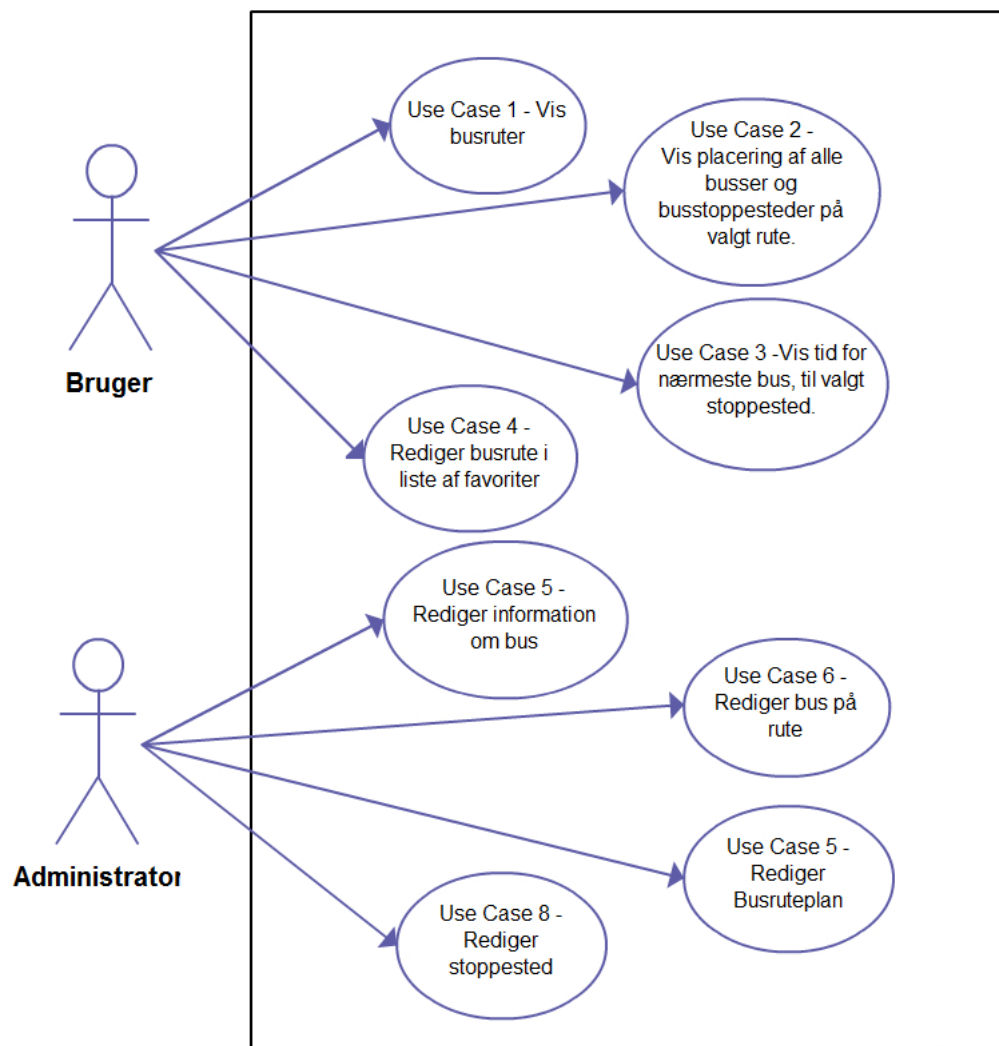 Use Case 1 - Vis
busruter
Use Case 2 -
Vis placering af alle
busser og
busstoppesteder på
valgt rute.
Bruger
Use Case 3 -Vis tid for
nærmeste bus, til valgt
stoppested.
Use Case 4 -
Rediger busrute i
liste af favoriter
Use Case 5 -
Rediger information
om bus
Use Case 6 -
Rediger bus på
rute
Administrator
Use Case 5 -
Rediger
Busruteplan
Use Case 8 -
Rediger
stoppested